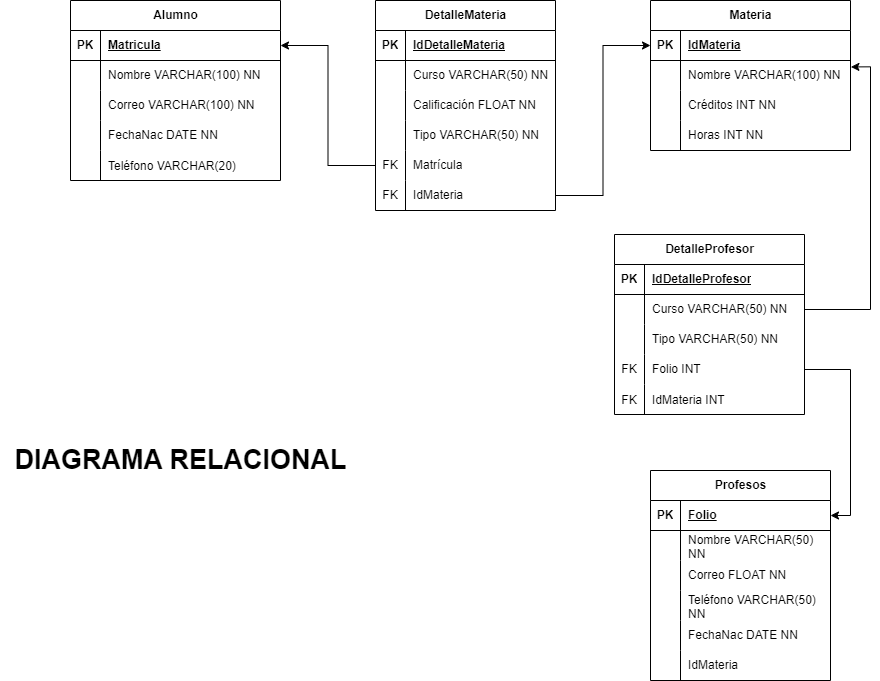 Alumno
PK Matricula
Nombre VARCHAR(100) NN
Correo VARCHAR(100) NN
FechaNac DATE NN
Teléfono VARCHAR(20)
DetalleMateria
PK IdDetalleMateria
Curso VARCHAR(50) NN
Calificación FLOAT NN
Tipo VARCHAR(50) NN
FK Matrícula
FK IdMateria
Materia
PK IdMateria
Nombre VARCHAR(100) NN
Créditos INT NN
Horas INT NN
DetalleProfesor
PK IdDetalleProfesor
Curso VARCHAR(50) NN
Tipo VARCHAR(50) NN
FK Folio INT
FK IdMateria INT
DIAGRAMA RELACIONAL
Profesos
PK Folio
Nombre VARCHAR(50)
NN
Correo FLOAT NN
Teléfono VARCHAR(50)
NN
FechaNac DATE NN
IdMateria